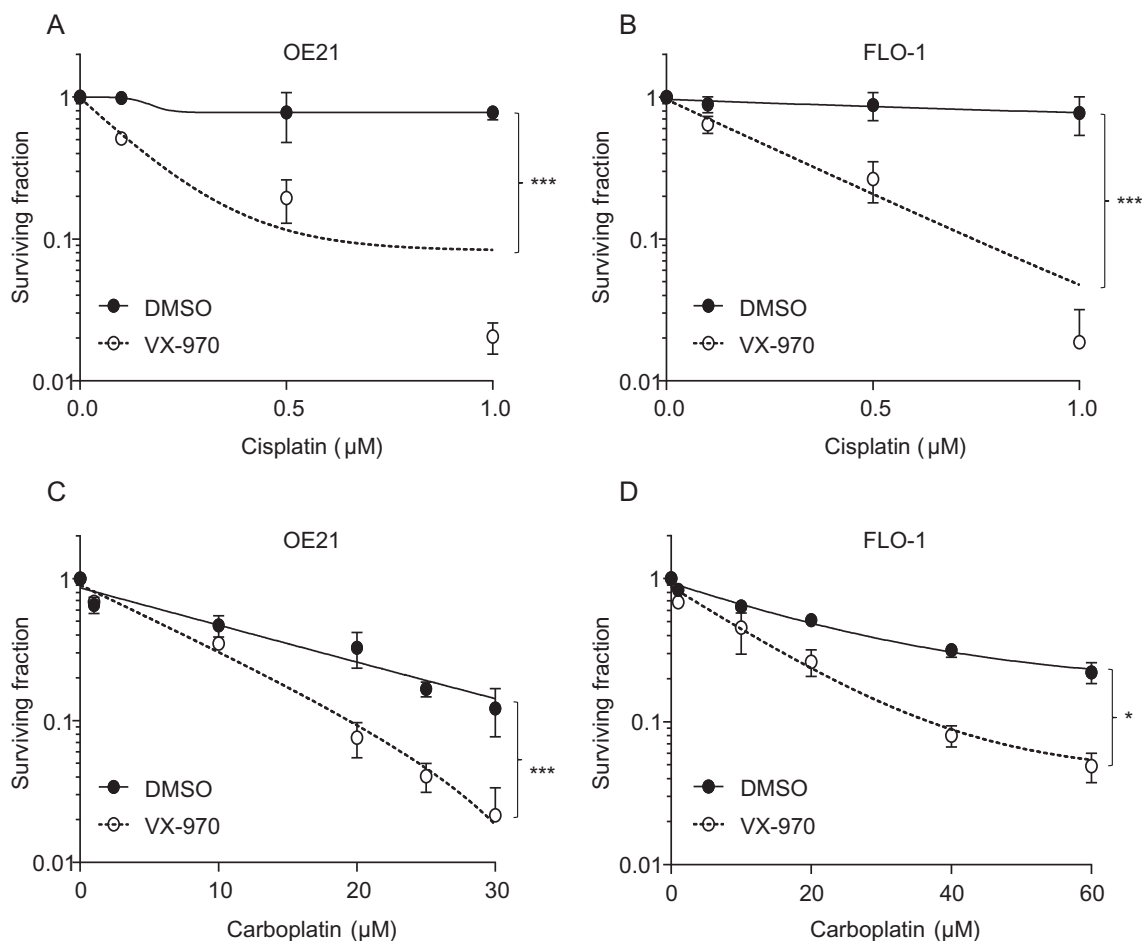 A
OE21
Surviving fraction
1
0.1
0.01
***
DMSO
VX-970
0.0 0.5 1.0
Cisplatin (µM)
B
FLO-1
Surviving fraction
1
0.1
0.01
***
DMSO
VX-970
0.0 0.5 1.0
Cisplatin (µM)
C
OE21
Surviving fraction
1
0.1
0.01
***
DMSO
VX-970
0 10 20 30
Carboplatin (µM)
D
FLO-1
Surviving fraction
1
0.1
0.01
*
DMSO
VX-970
0 20 40 60
Carboplatin (µM)